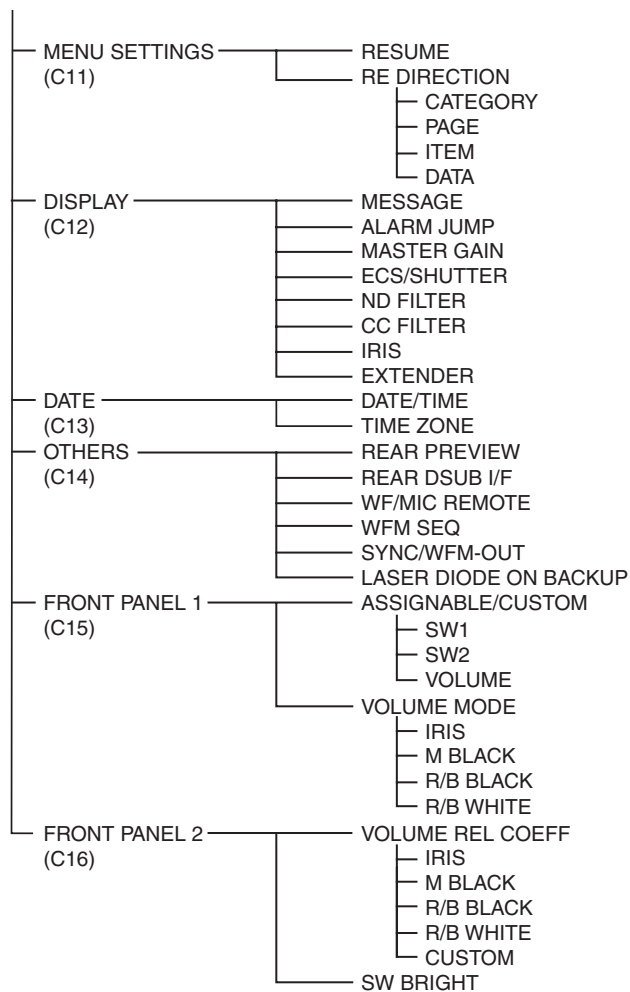 MENU SETTINGS
(C11)
RESUME
RE DIRECTION
CATEGORY
PAGE
ITEM
DATA
DISPLAY
(C12)
MESSAGE
ALARM JUMP
MASTER GAIN
ECS/SHUTTER
ND FILTER
CC FILTER
IRIS
EXTENDER
DATE
(C13)
DATE/TIME
TIME ZONE
OTHERS
(C14)
REAR PREVIEW
REAR DSUB I/F
WF/MIC REMOTE
WFM SEQ
SYNC/WFM-OUT
LASER DIODE ON BACKUP
FRONT PANEL 1
(C15)
ASSIGNABLE/CUSTOM
SW1
SW2
VOLUME
VOLUME MODE
IRIS
M BLACK
R/B BLACK
R/B WHITE
FRONT PANEL 2
(C16)
VOLUME REL COEFF
IRIS
M BLACK
R/B BLACK
R/B WHITE
CUSTOM
SW BRIGHT